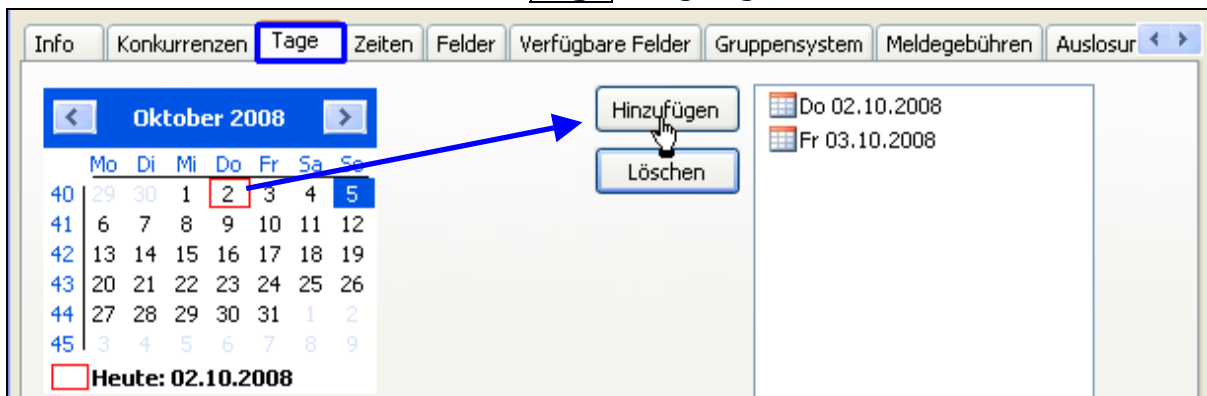 Info Konkurrenzen Tage Zeiten Felder Verfügbare Felder Gruppensystem Meldegebühren Auslosur
Oktober 2008
Mo Di Mi Do Fr Sa So
40 29 30 1 2 3 4 5
41 6 7 8 9 10 11 12
42 13 14 15 16 17 18 19
43 20 21 22 23 24 25 26
44 27 28 29 30 31 1 2
45 3 4 5 6 7 8 9
Heute: 02.10.2008
Hinzufügen
Löschen
Do 02.10.2008
Fr 03.10.2008